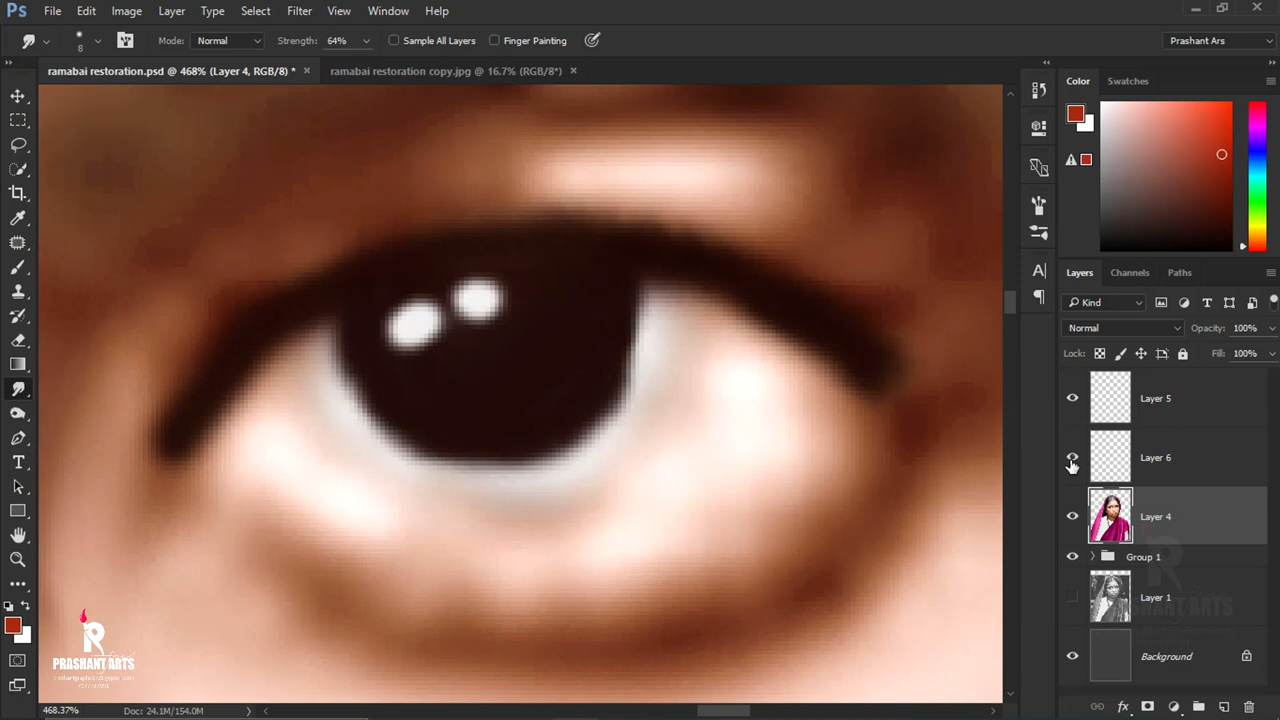 Ps File Edit Image Layer Type Select Filter View Window Help
8 Mode: Normal Strength: 64% Sample All Layers Finger Painting Prashant Ars
ramabai restoration.psd @ 468% (Layer 4, RGB/8) * × ramabai restoration copy.jpg @ 16.7% (RGB/8*) ×
Color Swatches
Layers Channels Paths
Kind
Normal Opacity: 100%
Lock: Fill: 100%
Layer 5
Layer 6
Layer 4
Group 1
Layer 1
Background
PRASHANT ARTS
468.37% Doc: 24.1M/154.0M